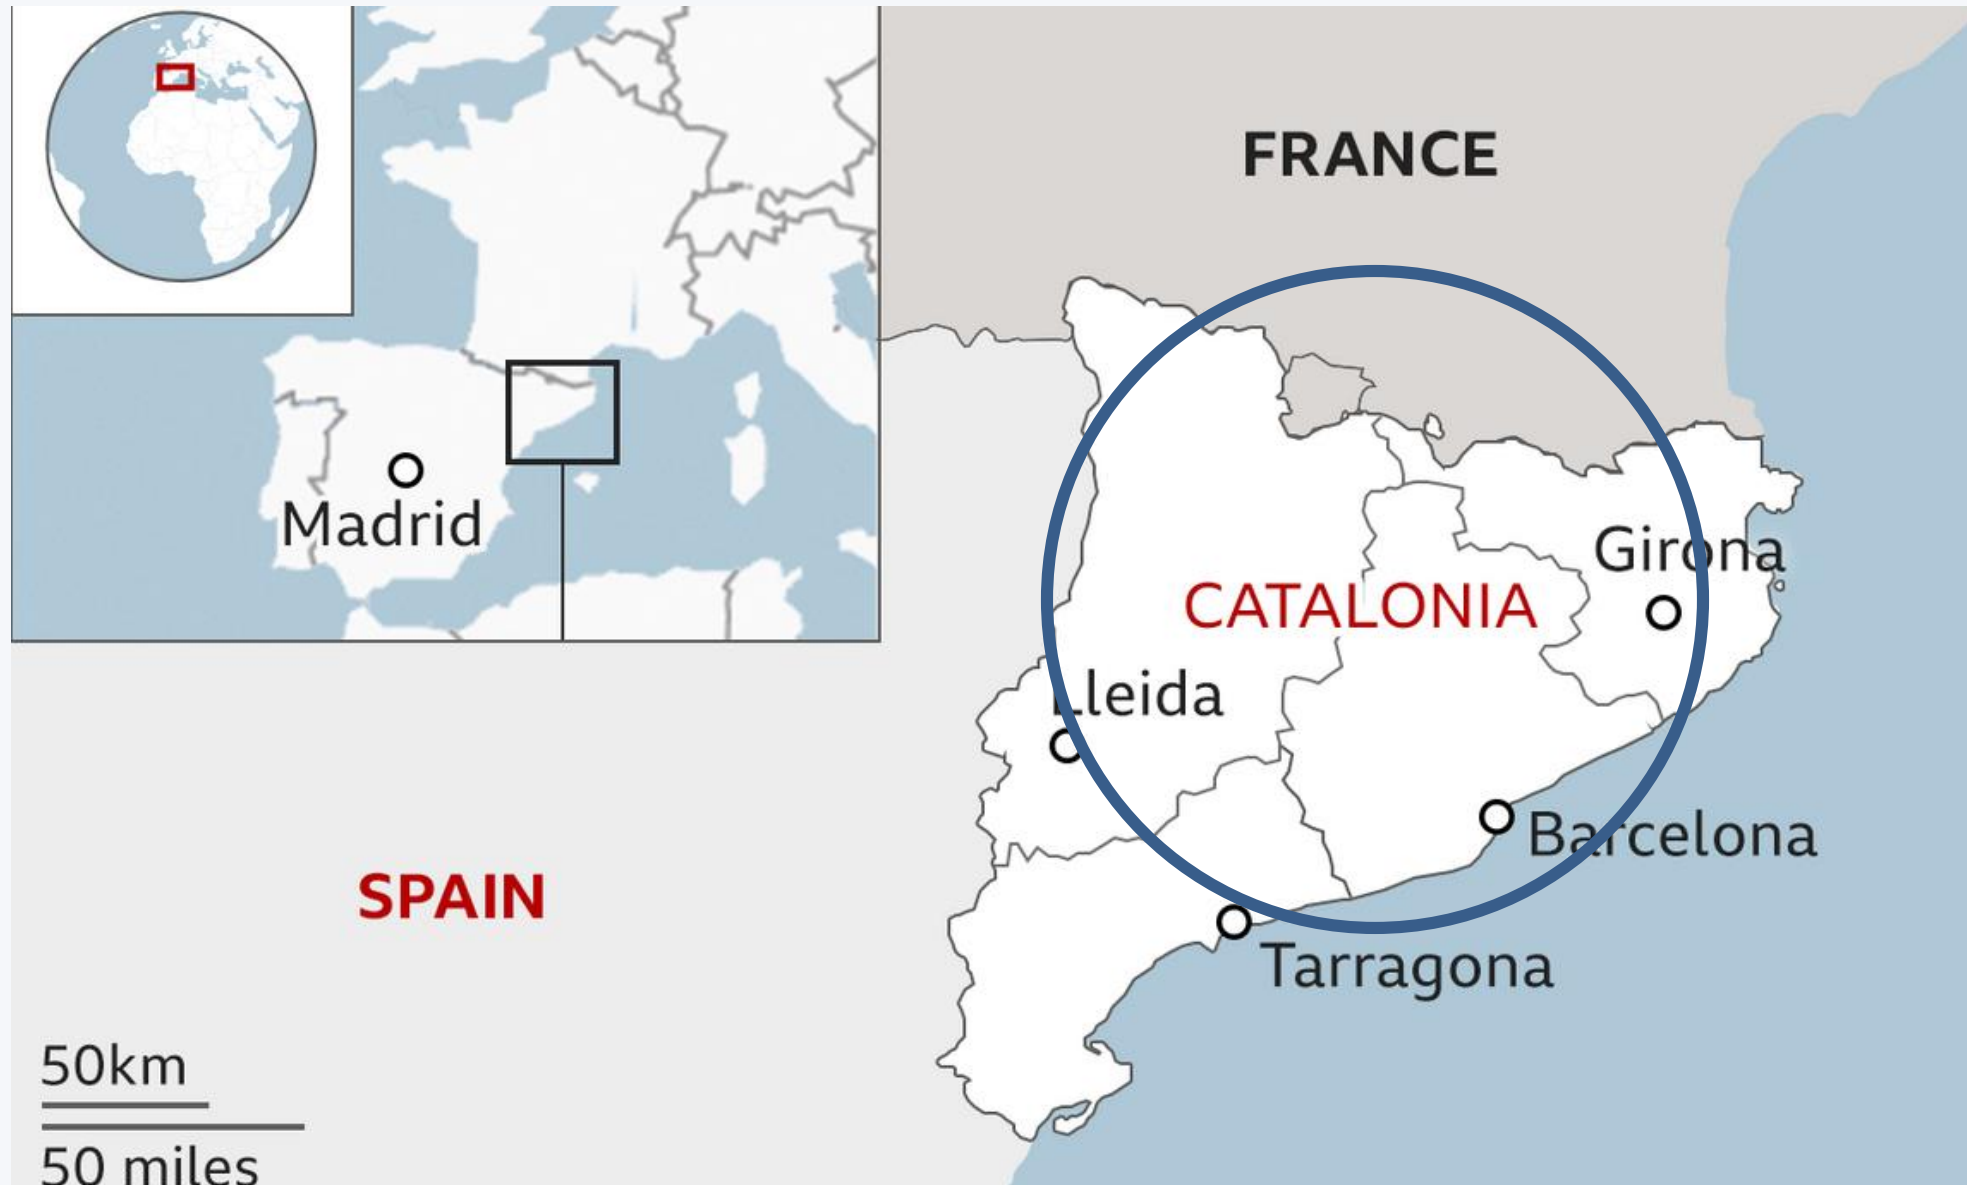 FRANCE
Madrid
Girona
CATALONIA
Lleida
Barcelona
SPAIN
Tarragona
50km
50 miles